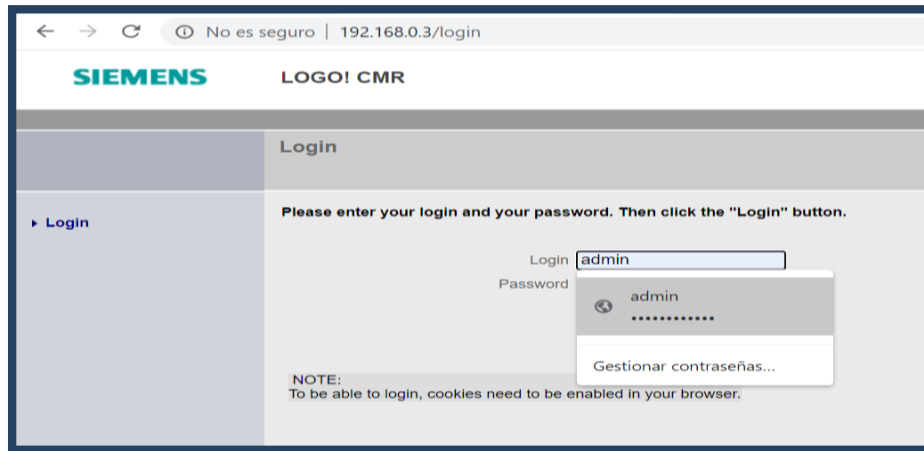 No es seguro | 192.168.0.3/login
SIEMENS LOGO! CMR
Login
Login
Please enter your login and your password. Then click the "Login" button.
Login admin
Password
admin
••••••••••••
Gestionar contraseñas...
NOTE:
To be able to login, cookies need to be enabled in your browser.